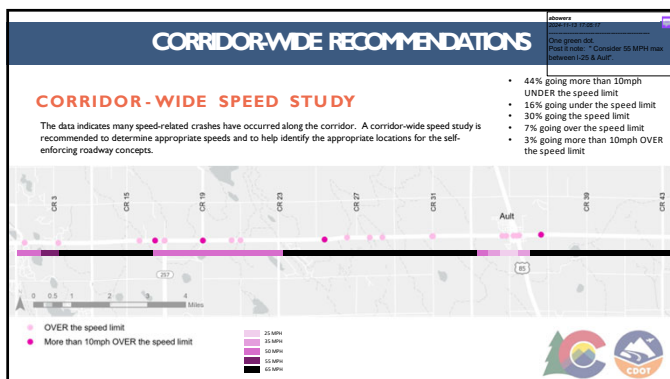 CORRIDOR-WIDE RECOMMENDATIONS
abowers
2024-11-13 17:03:17
One green dot.
Post it note: " Consider 55 MPH max
between I-25 & Ault".
• 44% going more than 10mph
UNDER the speed limit
• 16% going under the speed limit
• 30% going the speed limit
• 7% going over the speed limit
• 3% going more than 10mph OVER
the speed limit
CORRIDOR-WIDE SPEED STUDY
The data indicates many speed-related crashes have occurred along the corridor. A corridor-wide speed study is
recommended to determine appropriate speeds and to help identify the appropriate locations for the self-
enforcing roadway concepts.
CR 3
CR 15
CR 19
CR 23
CR 27
CR 31
CR 39
CR 43
Ault
257
85
0 0.5 1 2 3 4
Miles
OVER the speed limit
More than 10mph OVER the speed limit
25 MPH
35 MPH
50 MPH
55 MPH
65 MPH
C
CDOT